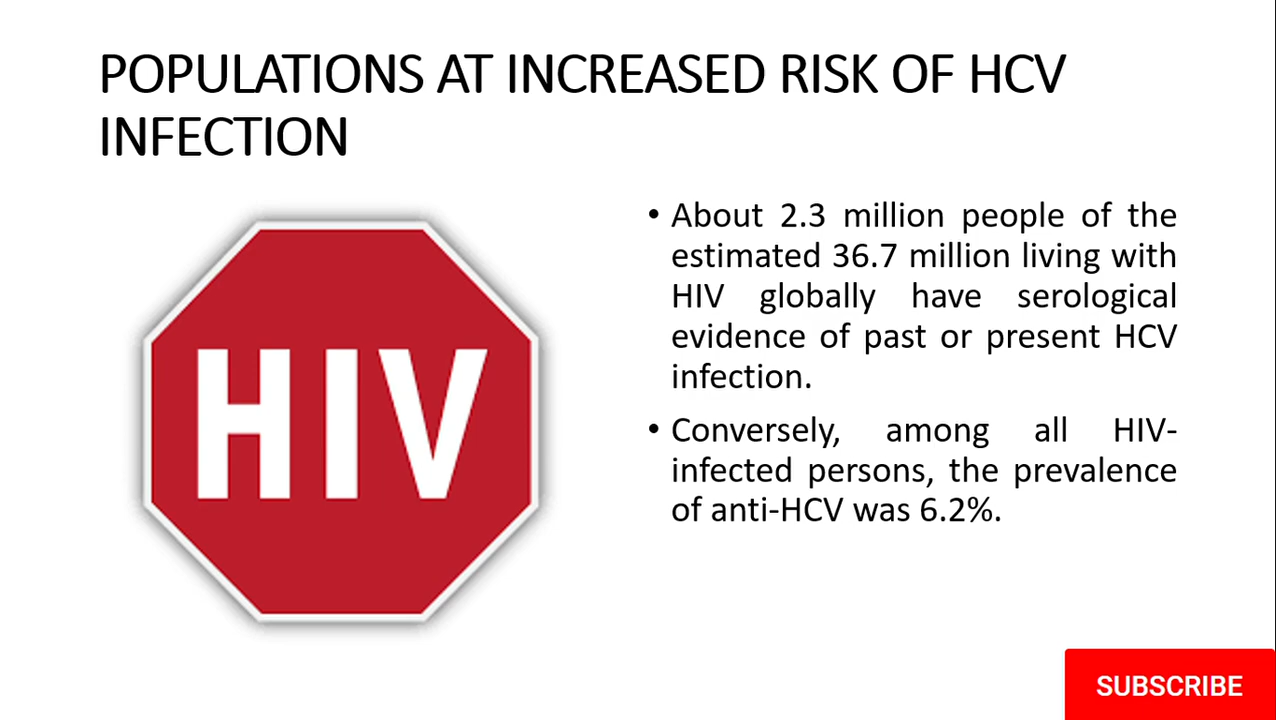 POPULATIONS AT INCREASED RISK OF HCV
INFECTION
HIV
• About 2.3 million people of the
estimated 36.7 million living with
HIV globally have serological
evidence of past or present HCV
infection.
• Conversely, among all HIV-
infected persons, the prevalence
of anti-HCV was 6.2%.
SUBSCRIBE